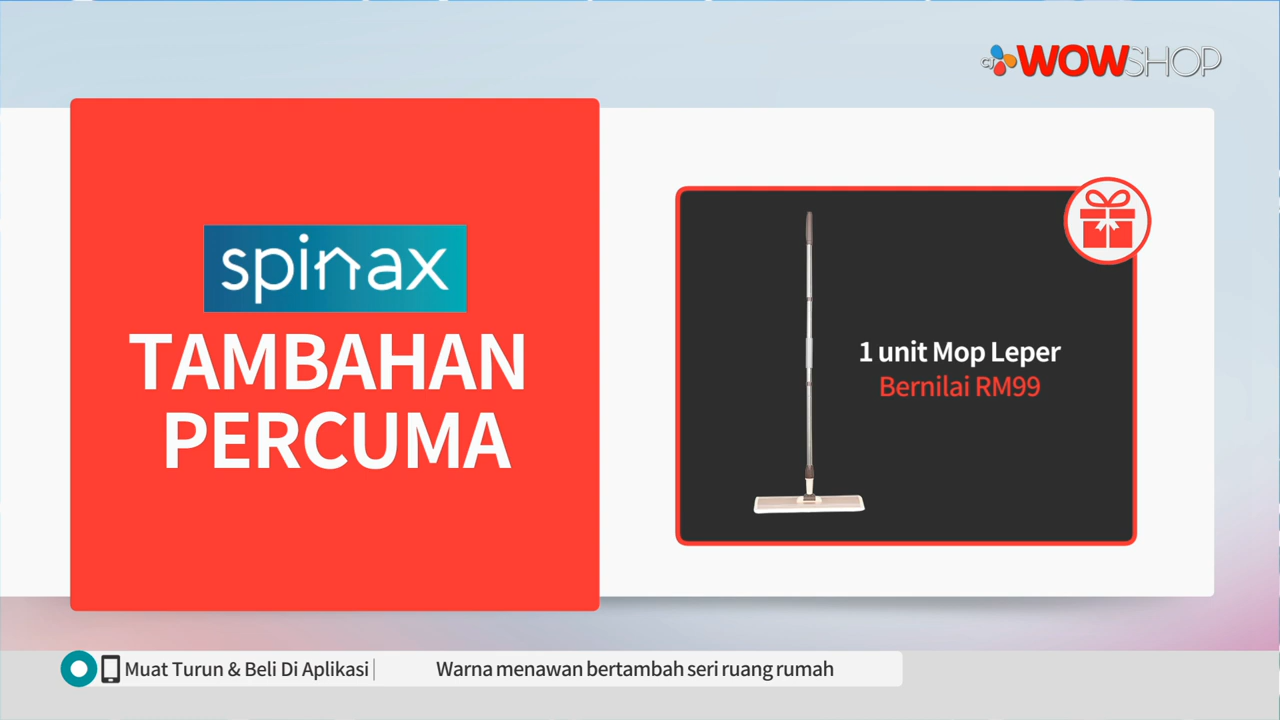 CJ WOWSHOP
spinax
TAMBAHAN
PERCUMA
1 unit Mop Leper
Bernilai RM99
Muat Turun & Beli Di Aplikasi
Warna menawan bertambah seri ruang rumah